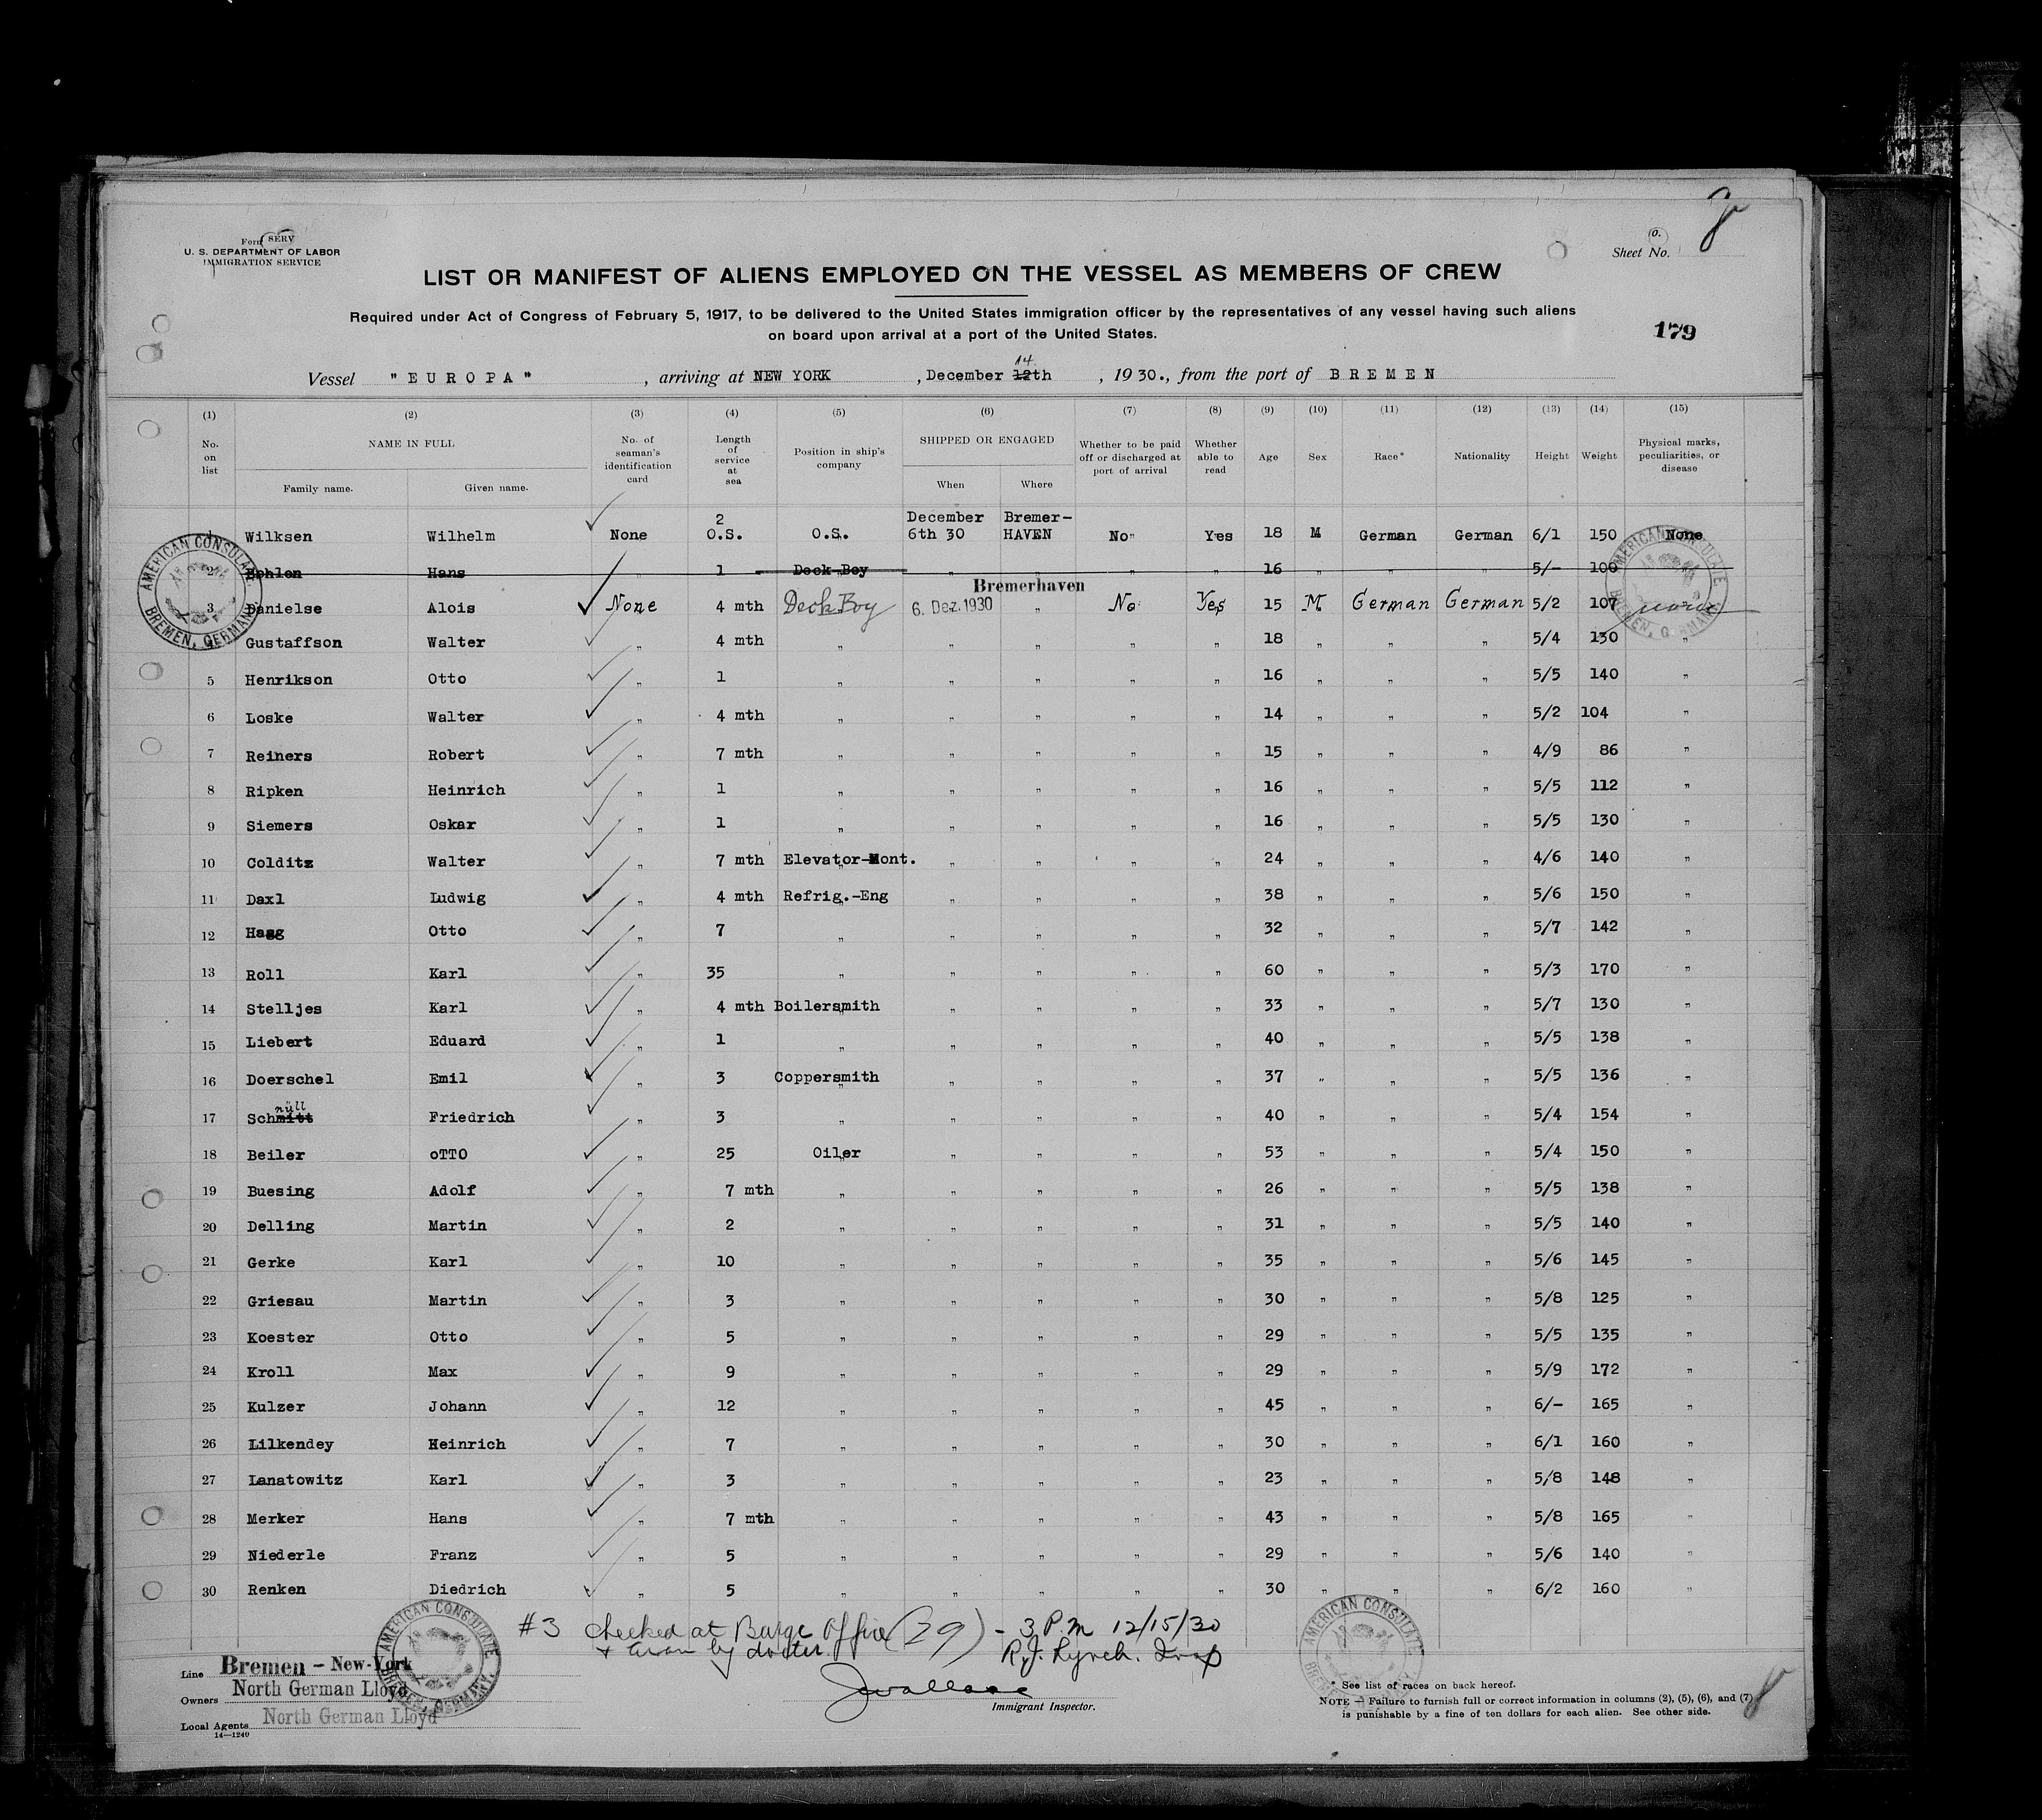 Form SERV
U. S. DEPARTMENT OF LABOR
IMMIGRATION SERVICE
Sheet No. 8
LIST OR MANIFEST OF ALIENS EMPLOYED ON THE VESSEL AS MEMBERS OF CREW
Required under Act of Congress of February 5, 1917, to be delivered to the United States immigration officer by the representatives of any vessel having such aliens
on board upon arrival at a port of the United States.
179
14
Vessel "EUROPA", arriving at NEW YORK, December 12th, 1930., from the port of BREMEN
(1) (2) (3) (4) (5) (6) (7) (8) (9) (10) (11) (12) (13) (14) (15)
No. on list NAME IN FULL Family name. Given name. No. of seaman's identification card Length of service at sea Position in ship's company SHIPPED OR ENGAGED When Where Whether to be paid off or discharged at port of arrival Whether able to read Age Sex Race* Nationality Height Weight Physical marks, peculiarities, or disease
1 Wilksen Wilhelm None 2 O.S. O.S. December 6th 30 Bremer-HAVEN No Yes 18 M German German 6/1 150 None
2 Bohlen Hans " 1 Deck Boy " " " " 16 " " " 5/- 100
Bremerhaven
3 Danielse Alois None 4 mth Deck Boy 6. Dez. 1930 " No Yes 15 M German German 5/2 107 none
Gustaffson Walter " 4 mth " " " " " 18 " " " 5/4 130 "
5 Henrikson Otto " 1 " " " " " 16 " " " 5/5 140 "
6 Loske Walter " 4 mth " " " " " 14 " " " 5/2 104 "
7 Reiners Robert " 7 mth " " " " " 15 " " " 4/9 86 "
8 Ripken Heinrich " 1 " " " " " 16 " " " 5/5 112 "
9 Siemers Oskar " 1 " " " " " 16 " " " 5/5 130 "
10 Colditz Walter " 7 mth Elevator-Mont. " " " " 24 " " " 4/6 140 "
11 Daxl Ludwig " 4 mth Refrig.-Eng " " " " 38 " " " 5/6 150 "
12 Hagg Otto " 7 " " " " " 32 " " " 5/7 142 "
13 Roll Karl " 35 " " " " " 60 " " " 5/3 170 "
14 Stelljes Karl " 4 mth Boilersmith " " " " 33 " " " 5/7 130 "
15 Liebert Eduard " 1 " " " " " 40 " " " 5/5 138 "
16 Doerschel Emil " 3 Coppersmith " " " " 37 " " " 5/5 136 "
nüll
17 Schmitt Friedrich " 3 " " " " " 40 " " " 5/4 154 "
18 Beiler oTTO " 25 Oiler " " " " 53 " " " 5/4 150 "
19 Buesing Adolf " 7 mth " " " " " 26 " " " 5/5 138 "
20 Delling Martin " 2 " " " " " 31 " " " 5/5 140 "
21 Gerke Karl " 10 " " " " " 35 " " " 5/6 145 "
22 Griesau Martin " 3 " " " " " 30 " " " 5/8 125 "
23 Koester Otto " 5 " " " " " 29 " " " 5/5 135 "
24 Kroll Max " 9 " " " " " 29 " " " 5/9 172 "
25 Kulzer Johann " 12 " " " " " 45 " " " 6/- 165 "
26 Lilkendey Heinrich " 7 " " " " " 30 " " " 6/1 160 "
27 Lanatowitz Karl " 3 " " " " " 23 " " " 5/8 148 "
28 Merker Hans " 7 mth " " " " " 43 " " " 5/8 165 "
29 Niederle Franz " 5 " " " " " 29 " " " 5/6 140 "
30 Renken Diedrich " 5 " " " " " 30 " " " 6/2 160 "
AMERICAN CONSULATE BREMEN, GERMANY
AMERICAN CONSULATE BREMEN, GERMANY
AMERICAN CONSULATE BREMEN, GERMANY
AMERICAN CONSULATE BREMEN, GERMANY
#3 checked at Barge Office (29) - 3 P.M 12/15/30
by doctor. R.J. Lynch. Insp
Line Bremen - New-York
Owners North German Lloyd
Local Agents North German Lloyd
14—1240
JWallace
Immigrant Inspector.
* See list of races on back hereof.
NOTE — Failure to furnish full or correct information in columns (2), (5), (6), and (7)
is punishable by a fine of ten dollars for each alien. See other side.